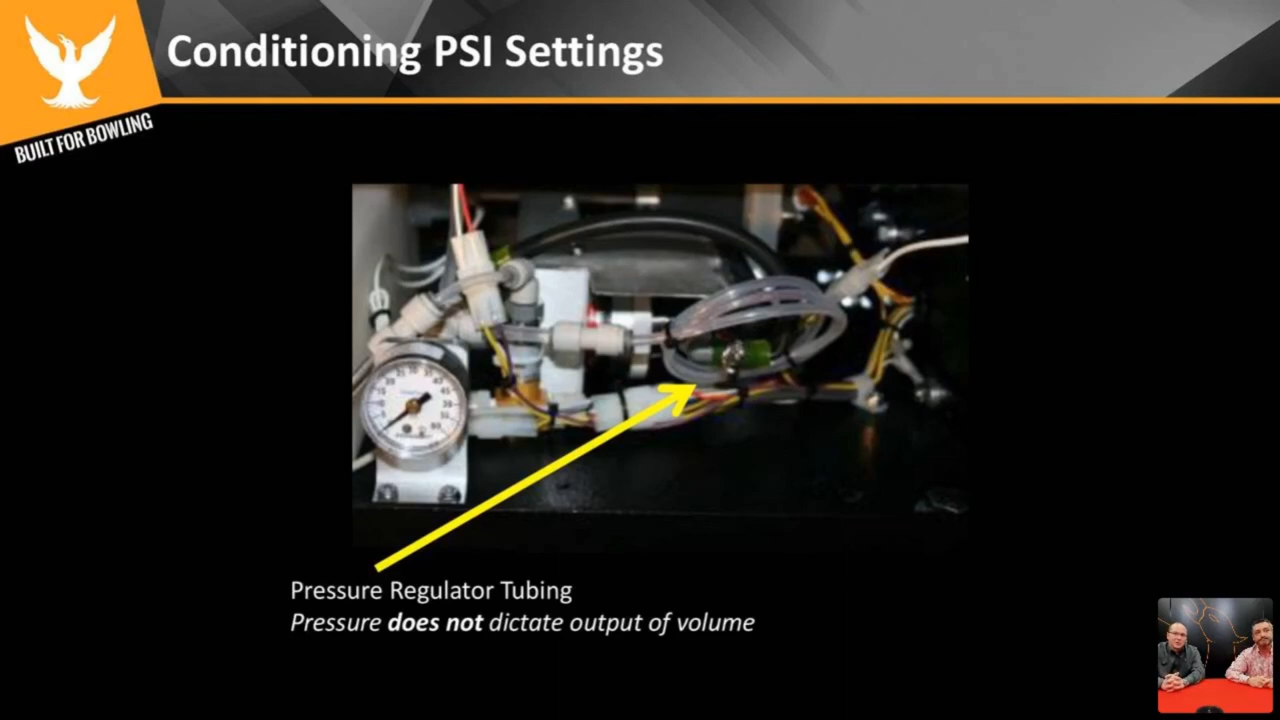 Conditioning PSI Settings
BUILT FOR BOWLING
Pressure Regulator Tubing
Pressure does not dictate output of volume